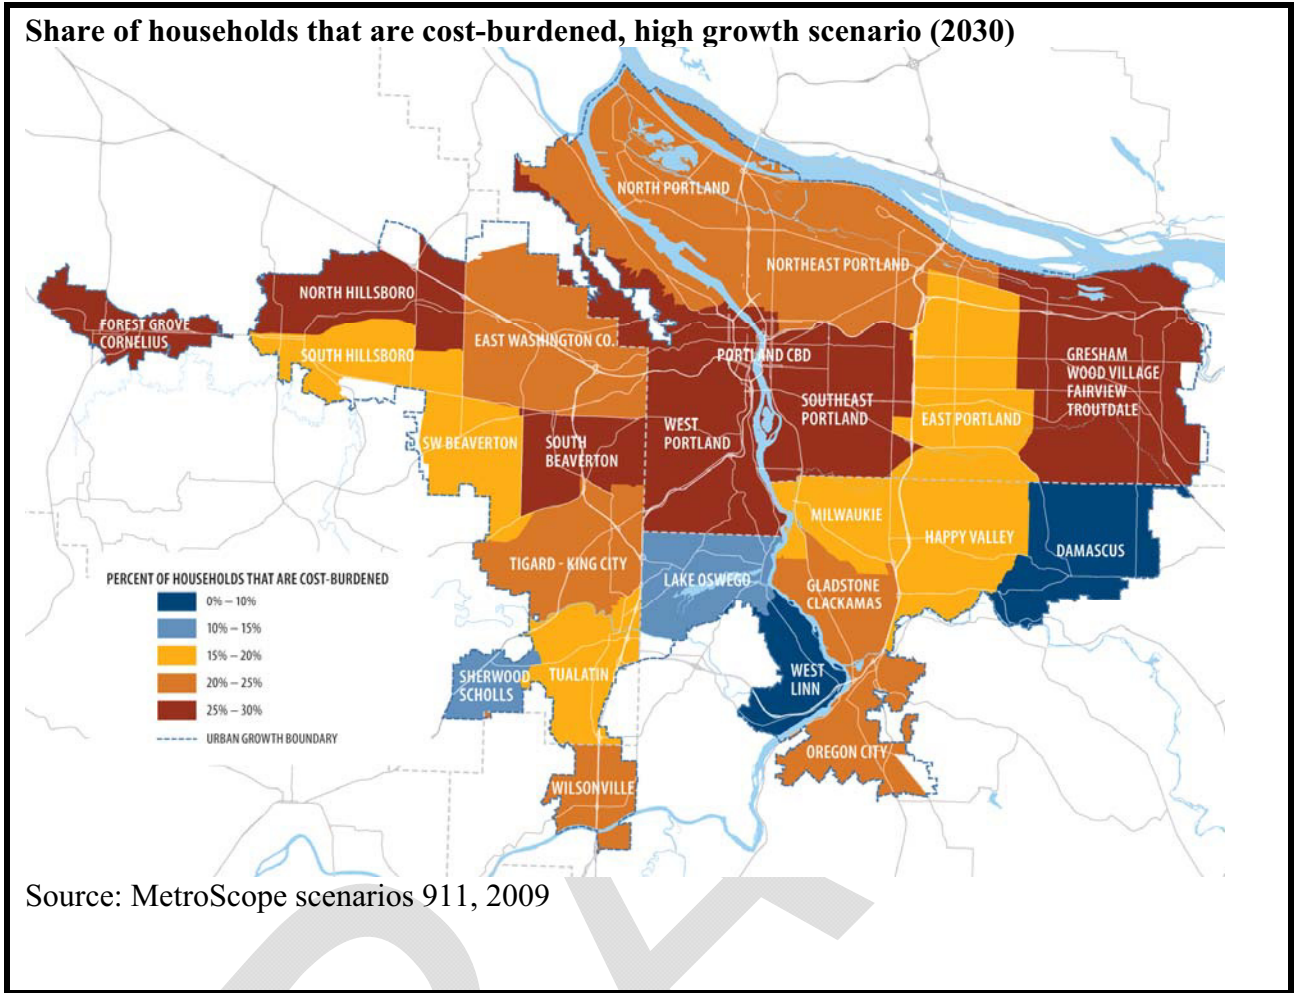 Share of households that are cost-burdened, high growth scenario (2030)
NORTH PORTLAND
NORTHEAST PORTLAND
NORTH HILLSBORO
FOREST GROVE
CORNELIUS
SOUTH HILLSBORO
EAST WASHINGTON CO.
PORTLAND CBD
GRESHAM
WOOD VILLAGE
FAIRVIEW
TROUTDALE
SOUTHEAST
PORTLAND
EAST PORTLAND
WEST
PORTLAND
SW BEAVERTON
SOUTH
BEAVERTON
MILWAUKIE
HAPPY VALLEY
DAMASCUS
TIGARD - KING CITY
LAKE OSWEGO
GLADSTONE
CLACKAMAS
PERCENT OF HOUSEHOLDS THAT ARE COST-BURDENED
0% – 10%
10% – 15%
15% – 20%
20% – 25%
25% – 30%
URBAN GROWTH BOUNDARY
SHERWOOD
SCHOLLS
TUALATIN
WEST
LINN
OREGON CITY
WILSONVILLE
Source: MetroScope scenarios 911, 2009